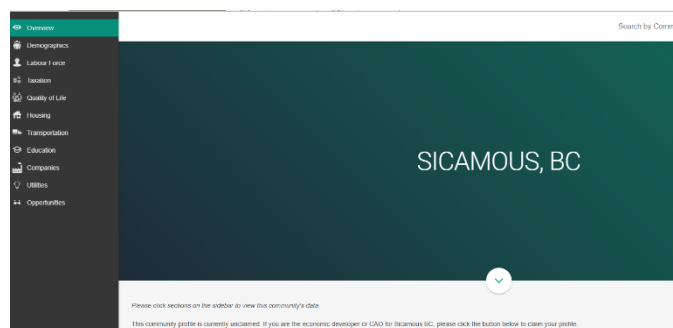 Overview
Demographics
Labour Force
Taxation
Quality of Life
Housing
Transportation
Education
Companies
Utilities
Opportunities
Search by Comm
SICAMOUS, BC
Please click sections on the sidebar to view this community's data.
This community profile is currently unclaimed. If you are the economic developer or CAO for Sicamous BC, please click the button below to claim your profile.